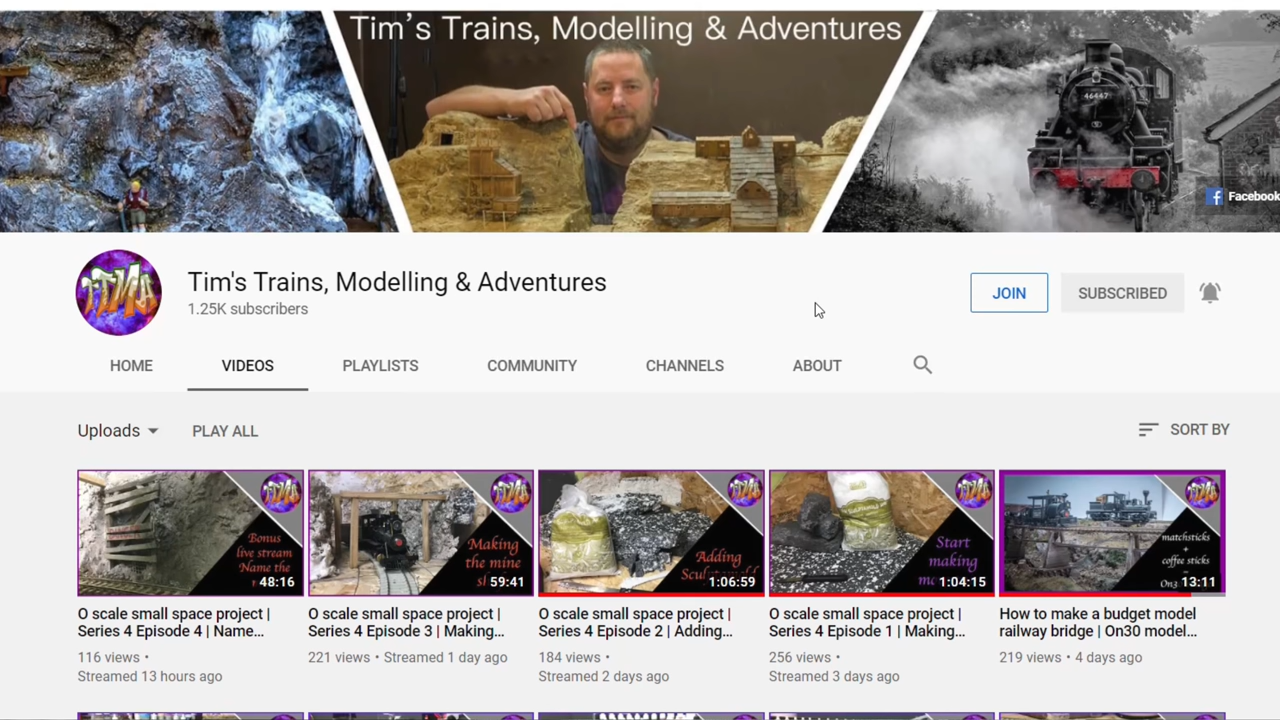 Tim's Trains, Modelling & Adventures
46447
Facebook
TTMA
Tim's Trains, Modelling & Adventures
1.25K subscribers
JOIN
SUBSCRIBED
HOME
VIDEOS
PLAYLISTS
COMMUNITY
CHANNELS
ABOUT
Uploads
PLAY ALL
SORT BY
Bonus
live stream
Name the
48:16
Making
the mine
59:41
Adding
1:06:59
Start
making
1:04:15
matchsticks
+
coffee sticks
=
On30
13:11
O scale small space project |
Series 4 Episode 4 | Name...
116 views •
Streamed 13 hours ago
O scale small space project |
Series 4 Episode 3 | Making...
221 views • Streamed 1 day ago
O scale small space project |
Series 4 Episode 2 | Adding...
184 views •
Streamed 2 days ago
O scale small space project |
Series 4 Episode 1 | Making...
256 views •
Streamed 3 days ago
How to make a budget model
railway bridge | On30 model...
219 views • 4 days ago